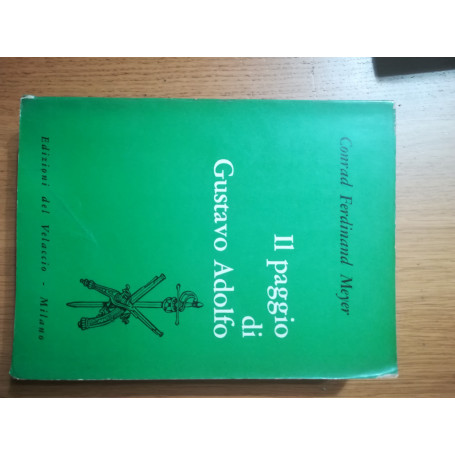 Conrad Ferdinand Meyer
Il paggio
di
Gustavo Adolfo
Edizioni del Velaccio - Milano